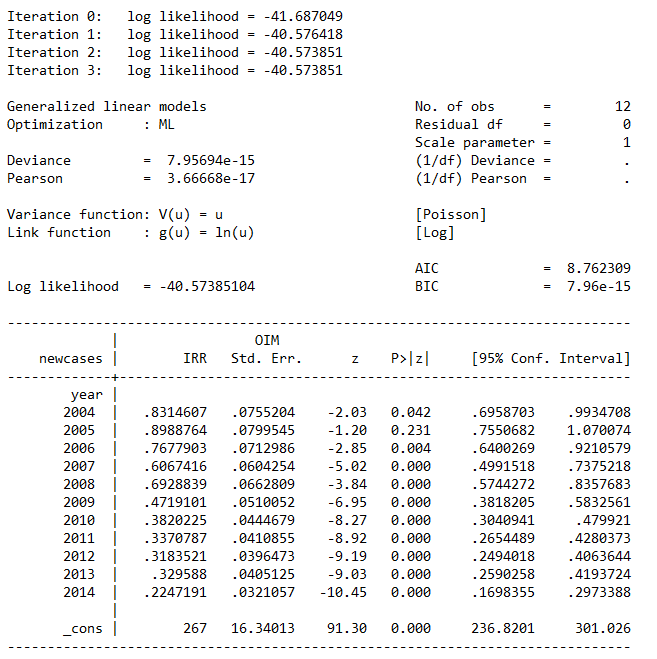 Iteration 0:   log likelihood = -41.687049
Iteration 1:   log likelihood = -40.576418
Iteration 2:   log likelihood = -40.573851
Iteration 3:   log likelihood = -40.573851
Generalized linear models                          No. of obs      =        12
Optimization     : ML                              Residual df     =         0
                                                   Scale parameter =         1
Deviance         =  7.95694e-15                    (1/df) Deviance =         .
Pearson          =  3.66668e-17                    (1/df) Pearson  =         .
Variance function: V(u) = u                        [Poisson]
Link function    : g(u) = ln(u)                    [Log]
                                                   AIC             =  8.762309
Log likelihood   = -40.57385104                    BIC             =  7.96e-15
------------------------------------------------------------------------------
             |                 OIM
    newcases |        IRR   Std. Err.      z    P>|z|     [95% Conf. Interval]
-------------+----------------------------------------------------------------
        year |
       2004  |   .8314607   .0755204    -2.03   0.042     .6958703    .9934708
       2005  |   .8988764   .0799545    -1.20   0.231     .7550682    1.070074
       2006  |   .7677903   .0712986    -2.85   0.004     .6400269    .9210579
       2007  |   .6067416   .0604254    -5.02   0.000     .4991518    .7375218
       2008  |   .6928839   .0662809    -3.84   0.000     .5744272    .8357683
       2009  |   .4719101   .0510052    -6.95   0.000     .3818205    .5832561
       2010  |   .3820225   .0444679    -8.27   0.000     .3040941     .479921
       2011  |   .3370787   .0410855    -8.92   0.000     .2654489    .4280373
       2012  |   .3183521   .0396473    -9.19   0.000     .2494018    .4063644
       2013  |    .329588   .0405125    -9.03   0.000     .2590258    .4193724
       2014  |   .2247191   .0321057   -10.45   0.000     .1698355    .2973388
             |
       _cons |        267   16.34013    91.30   0.000     236.8201     301.026
------------------------------------------------------------------------------